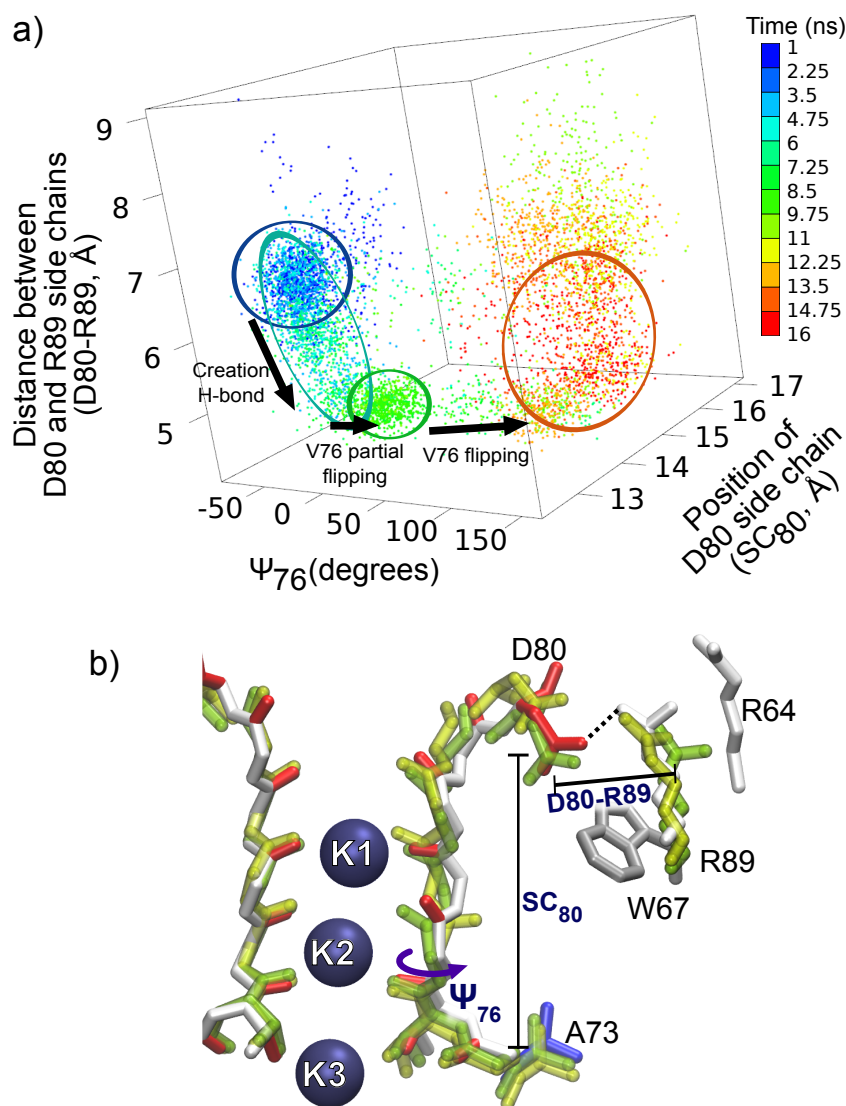 a)
Time (ns)
1
2.25
3.5
4.75
6
7.25
8.5
9.75
11
12.25
13.5
14.75
16
Distance between
D80 and R89 side chains
(D80-R89, Å)
9
8
7
6
5
Creation
H-bond
V76 partial
flipping
V76 flipping
-50
0
50
100
150
Ψ76(degrees)
13
14
15
16
17
Position of
D80 side chain
(SC80, Å)
b)
D80
R64
D80-R89
R89
W67
K1
SC80
K2
Ψ76
A73
K3